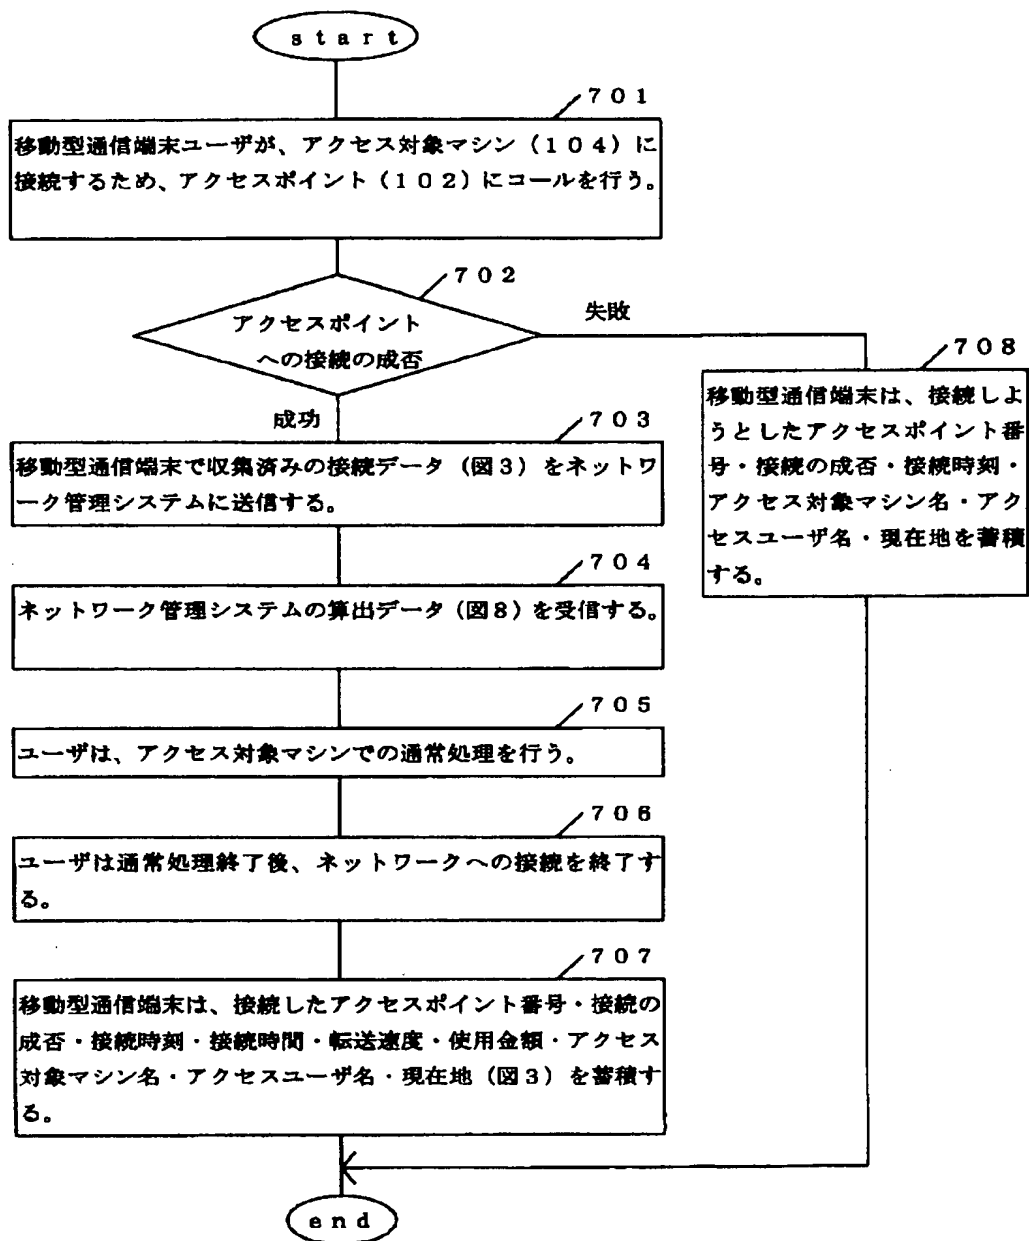 start
701
移動型通信端末ユーザが、アクセス対象マシン（104）に
接続するため、アクセスポイント（102）にコールを行う。
702
アクセスポイント
への接続の成否
失敗
成功
703
移動型通信端末で収集済みの接続データ（図3）をネットワ
ーク管理システムに送信する。
704
ネットワーク管理システムの算出データ（図8）を受信する。
705
ユーザは、アクセス対象マシンでの通常処理を行う。
706
ユーザは通常処理終了後、ネットワークへの接続を終了す
る。
707
移動型通信端末は、接続したアクセスポイント番号・接続の
成否・接続時刻・接続時間・転送速度・使用金額・アクセス
対象マシン名・アクセスユーザ名・現在地（図3）を蓄積す
る。
708
移動型通信端末は、接続しよ
うとしたアクセスポイント番
号・接続の成否・接続時刻・
アクセス対象マシン名・アク
セスユーザ名・現在地を蓄積
する。
end